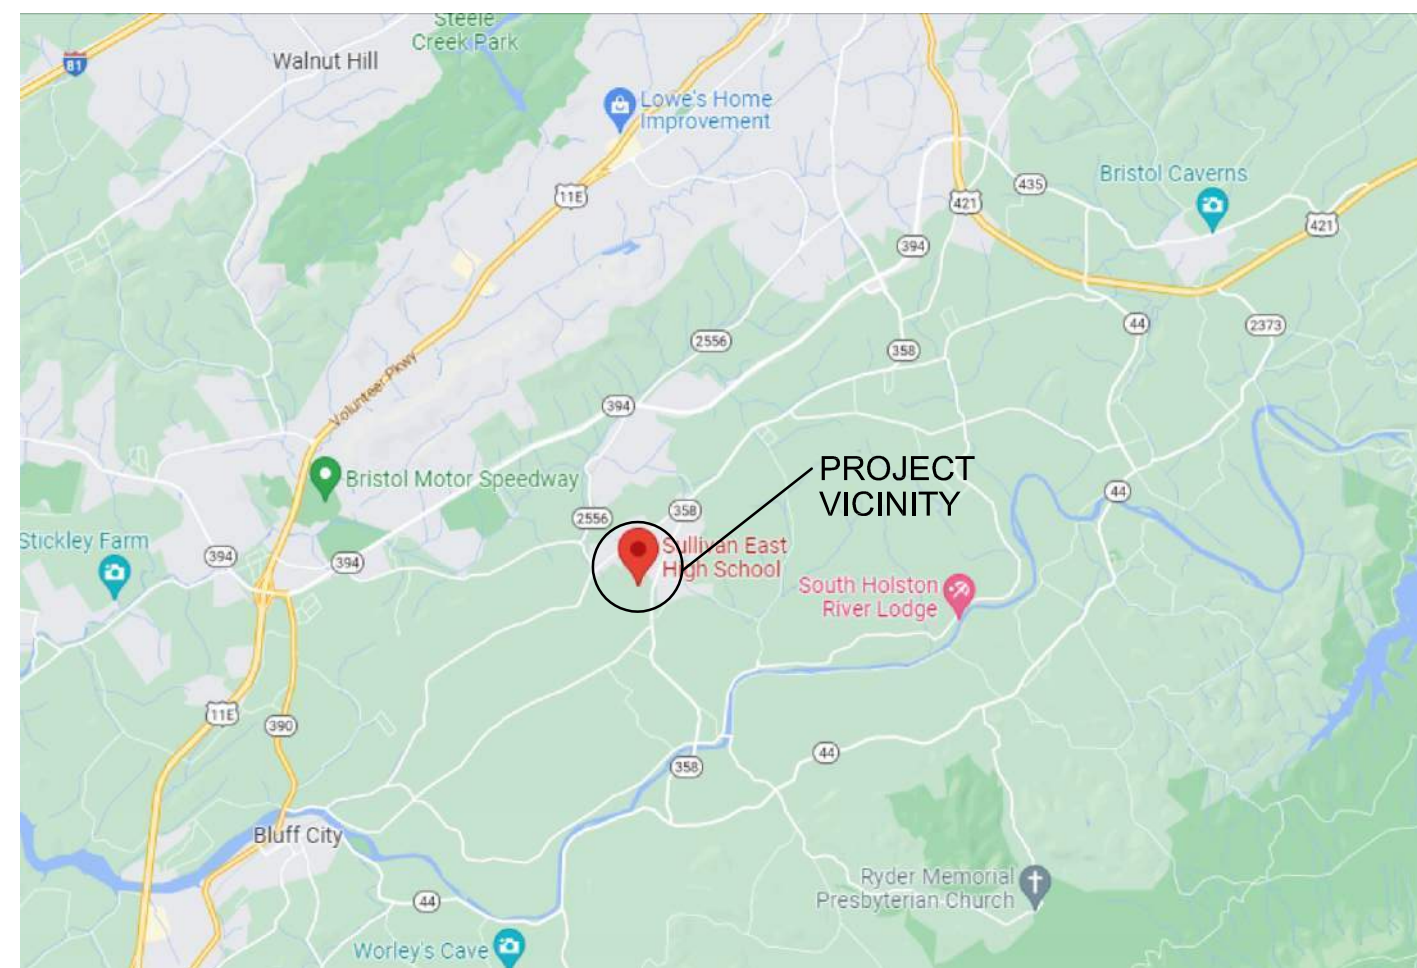 Steele
Creek Park
Walnut Hill
81
Lowe's Home
Improvement
11E
435
Bristol Caverns
421
421
394
44
2373
2556
358
Volunteer Pkwy
394
PROJECT
VICINITY
Bristol Motor Speedway
44
358
2556
Stickley Farm
394
394
Sullivan East
High School
South Holston
River Lodge
11E
390
44
358
Bluff City
Ryder Memorial
Presbyterian Church
44
Worley's Cave